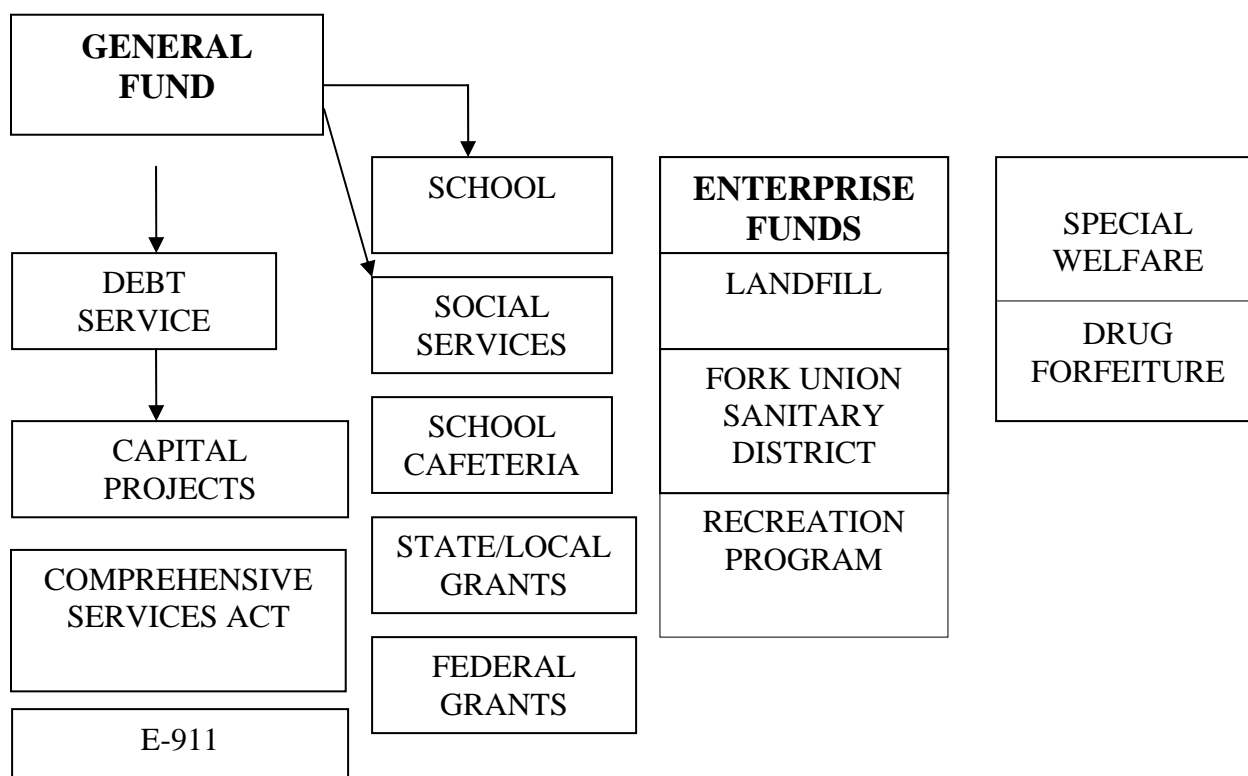 GENERAL
FUND
DEBT
SERVICE
CAPITAL
PROJECTS
COMPREHENSIVE
SERVICES ACT
E-911
SCHOOL
SOCIAL
SERVICES
SCHOOL
CAFETERIA
STATE/LOCAL
GRANTS
FEDERAL
GRANTS
ENTERPRISE
FUNDS
LANDFILL
FORK UNION
SANITARY
DISTRICT
RECREATION
PROGRAM
SPECIAL
WELFARE
DRUG
FORFEITURE